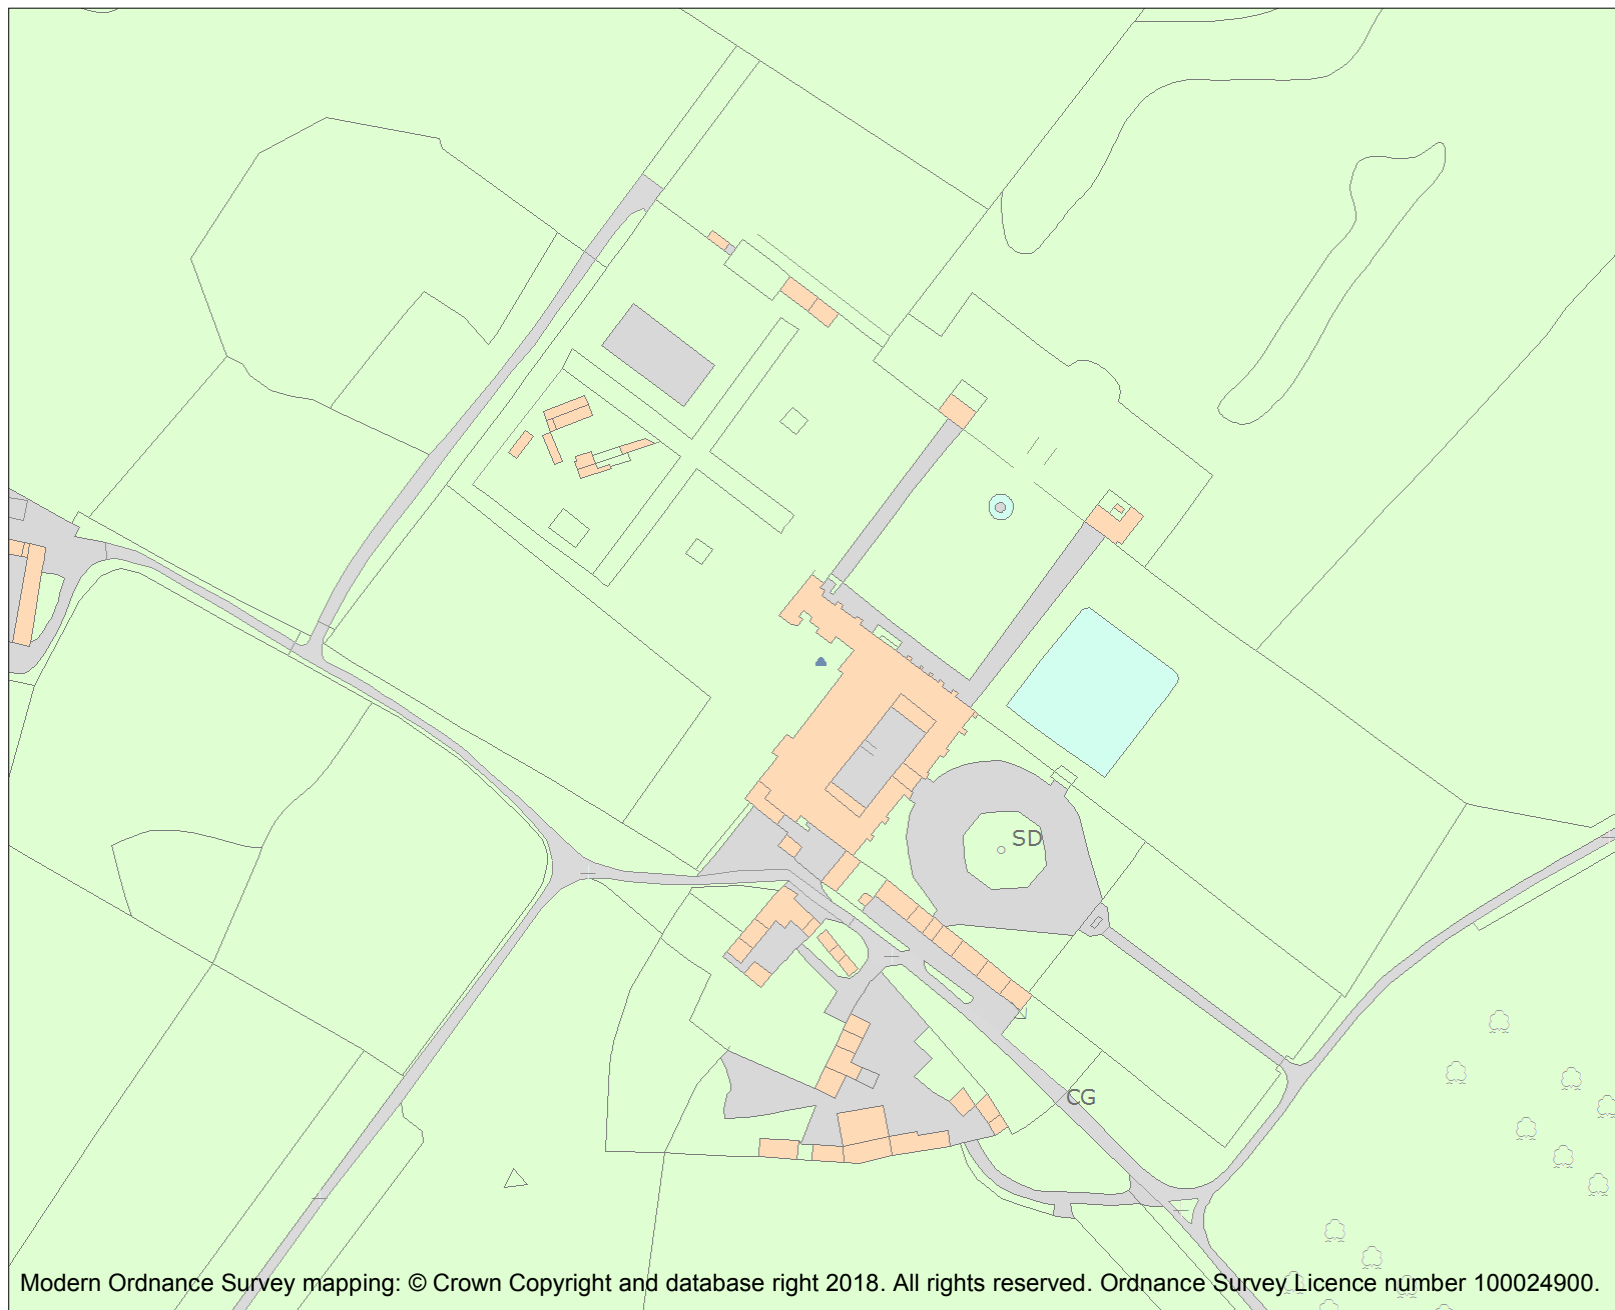 SD
CG
Modern Ordnance Survey mapping: © Crown Copyright and database right 2018. All rights reserved. Ordnance Survey Licence number 100024900.